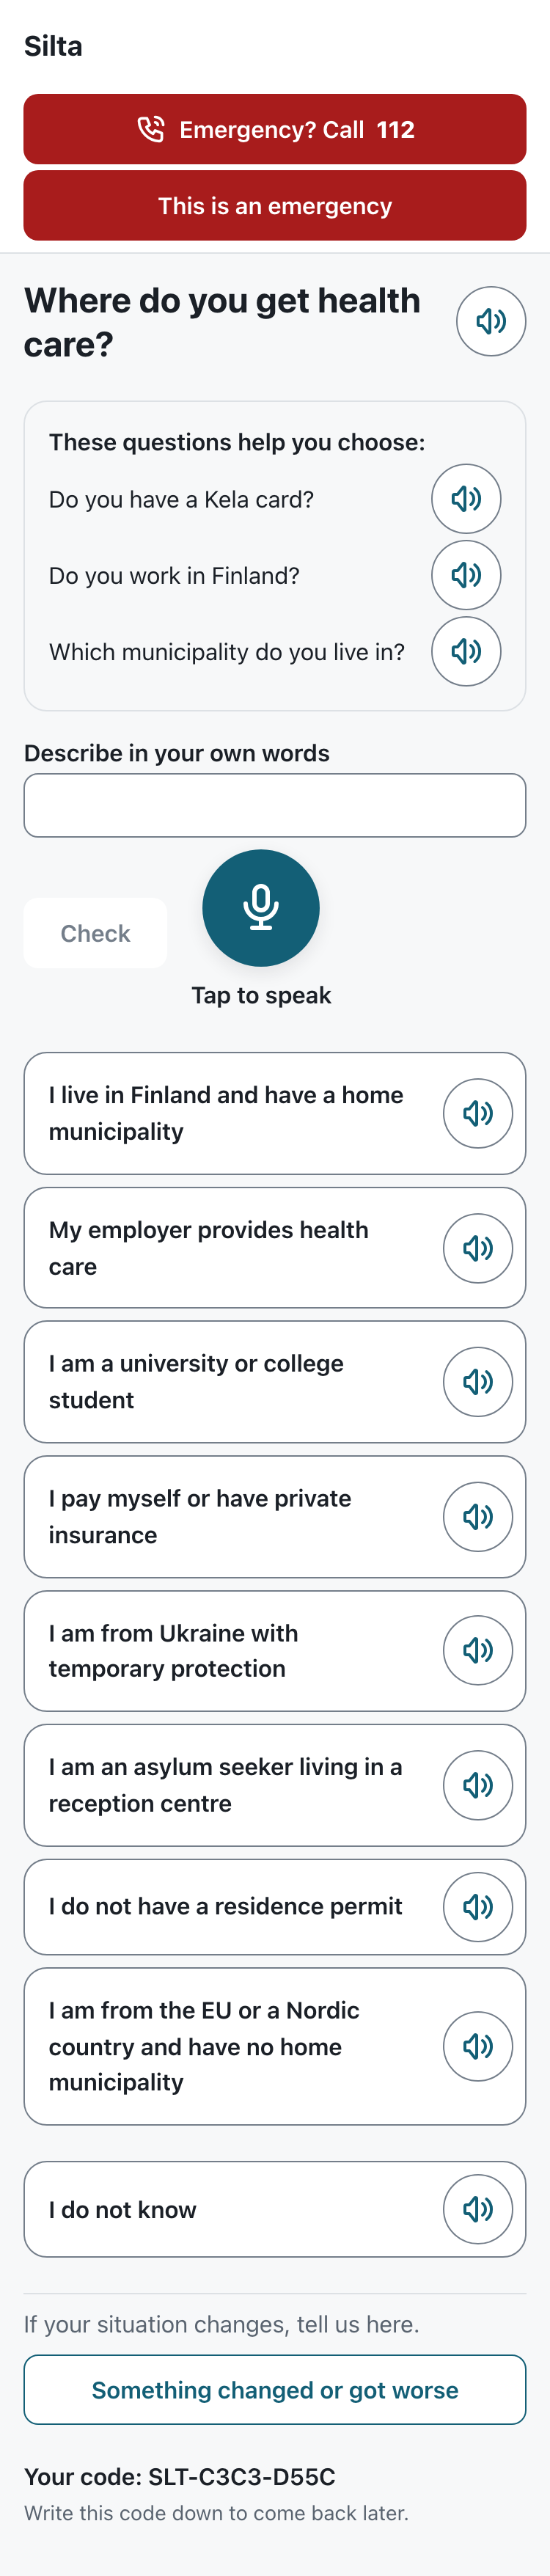 Silta
Emergency? Call 112
This is an emergency
Where do you get health
care?
These questions help you choose:
Do you have a Kela card?
Do you work in Finland?
Which municipality do you live in?
Describe in your own words
Check
Tap to speak
I live in Finland and have a home
municipality
My employer provides health
care
I am a university or college
student
I pay myself or have private
insurance
I am from Ukraine with
temporary protection
I am an asylum seeker living in a
reception centre
I do not have a residence permit
I am from the EU or a Nordic
country and have no home
municipality
I do not know
If your situation changes, tell us here.
Something changed or got worse
Your code: SLT-C3C3-D55C
Write this code down to come back later.